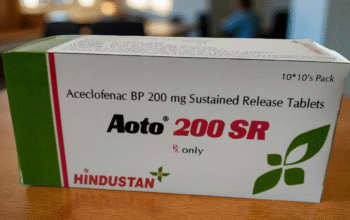 10*10's Pack
Aceclofenac BP 200 mg Sustained Release Tablets
Aoto® 200 SR
℞ only
HINDUSTAN